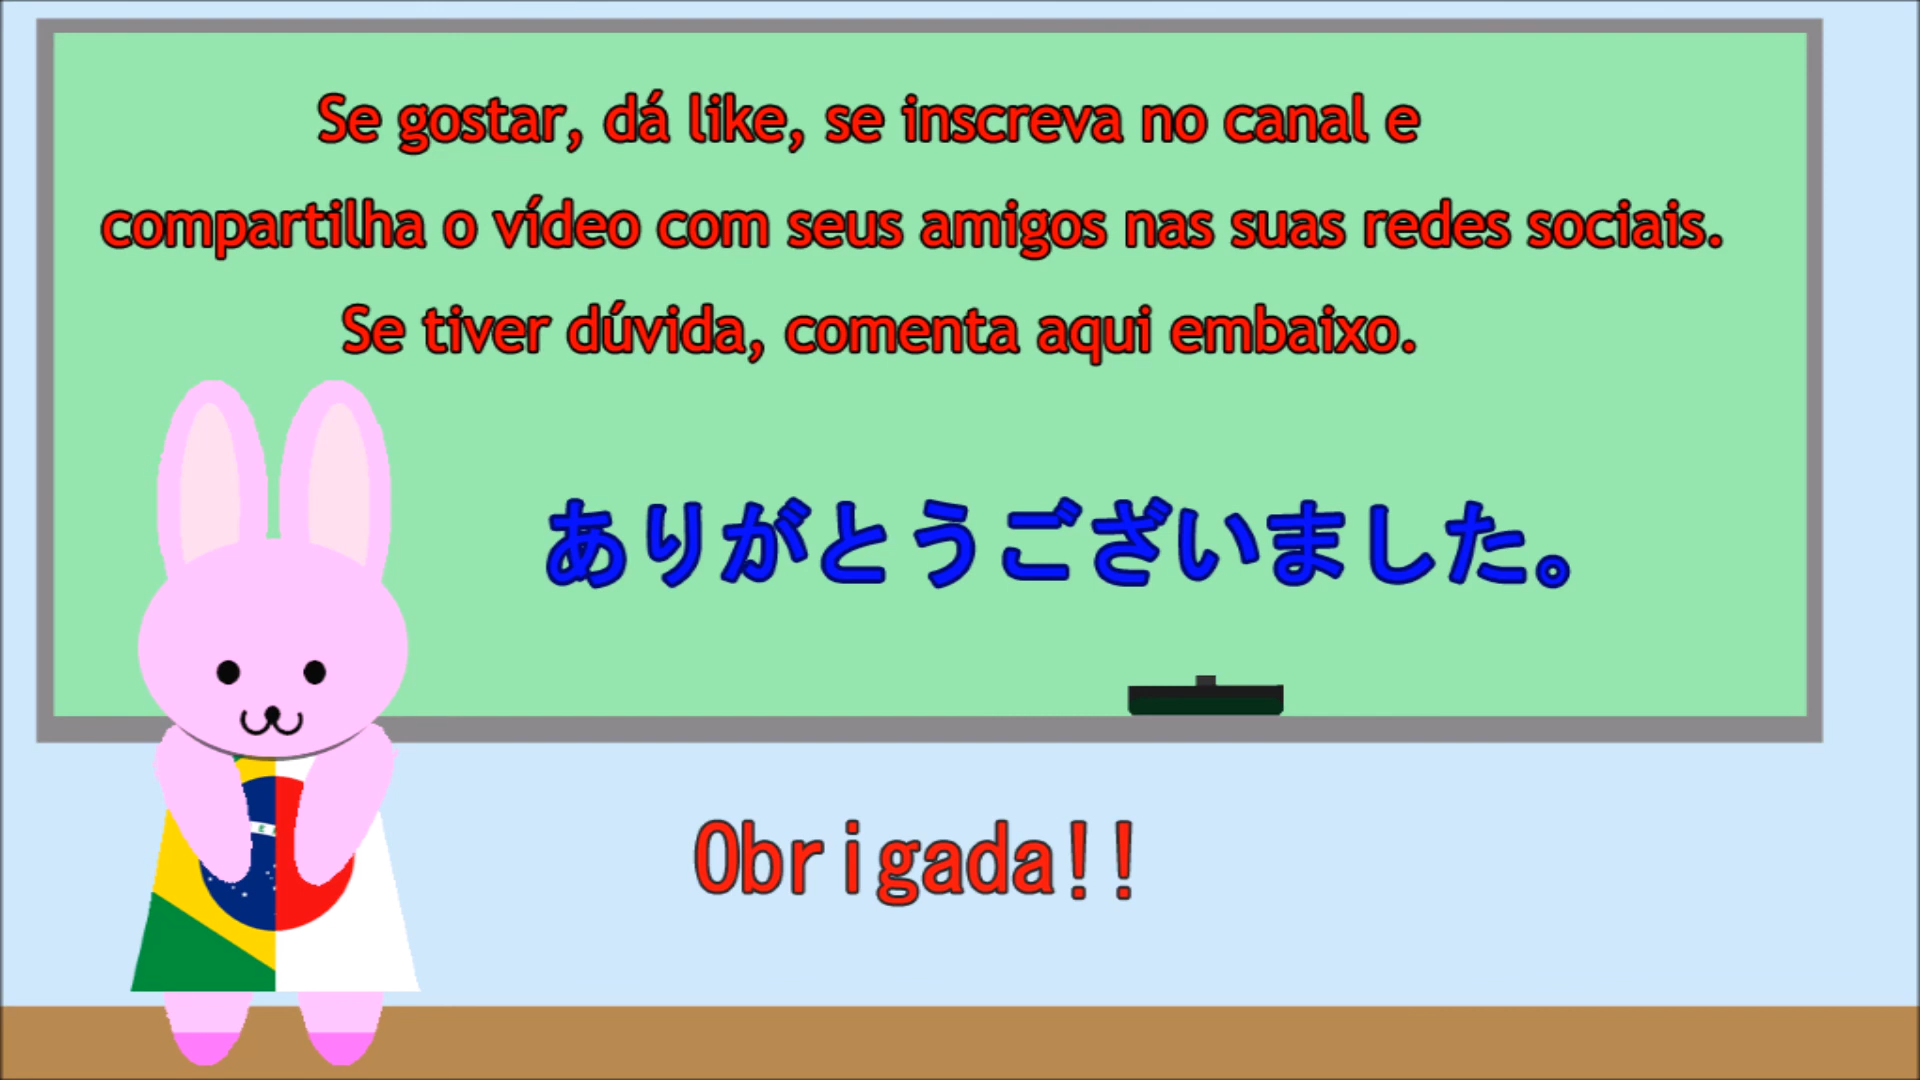 Se gostar, dá like, se inscreva no canal e
compartilha o vídeo com seus amigos nas suas redes sociais.
Se tiver dúvida, comenta aqui embaixo.
ありがとうございました。
Obrigada!!